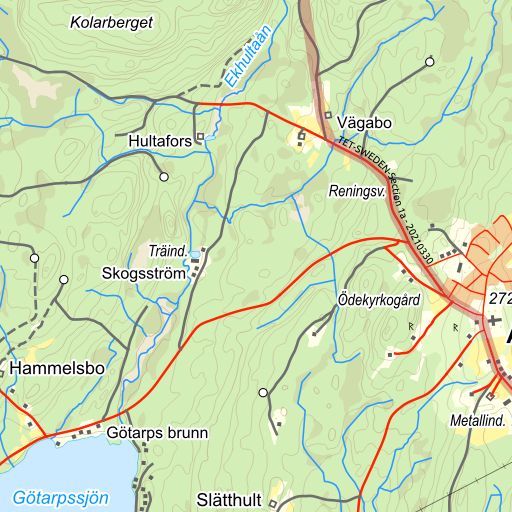 Kolarberget
Ekhultaån
Hultafors
Vägabo
TET-SWEDEN-Section 1a - 20210330
Reningsv.
Träind.
Skogsström
Ödekyrkogård
272
R
R
Hammelsbo
Götarps brunn
Metallind.
Götarpssjön
Slätthult